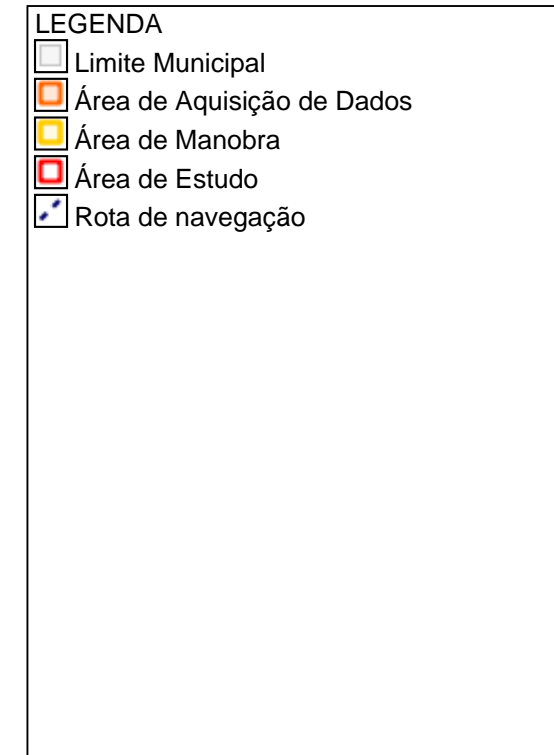 LEGENDA
Limite Municipal
Área de Aquisição de Dados
Área de Manobra
Área de Estudo
Rota de navegação